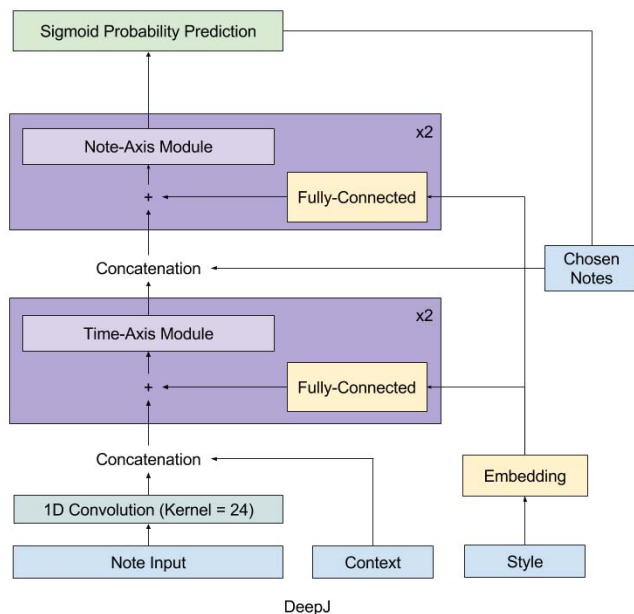 Sigmoid Probability Prediction
x2
Note-Axis Module
+
Fully-Connected
Concatenation
Chosen
Notes
x2
Time-Axis Module
+
Fully-Connected
Concatenation
Embedding
1D Convolution (Kernel = 24)
Note Input
Context
Style
DeepJ